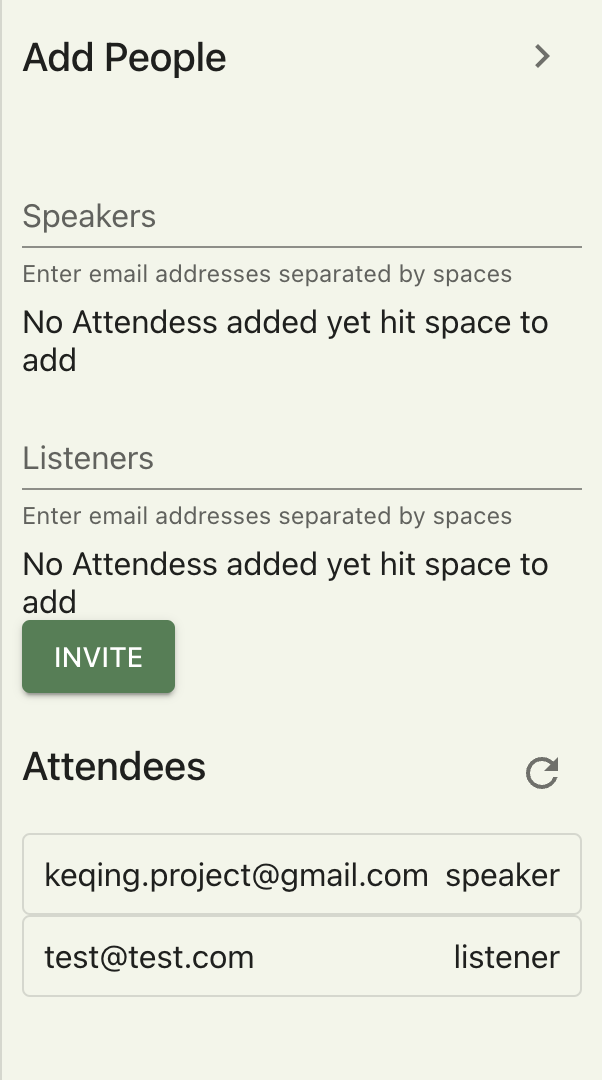 Add People
Speakers
Enter email addresses separated by spaces
No Attendess added yet hit space to
add
Listeners
Enter email addresses separated by spaces
No Attendess added yet hit space to
add
INVITE
Attendees
keqing.project@gmail.com speaker
test@test.com listener